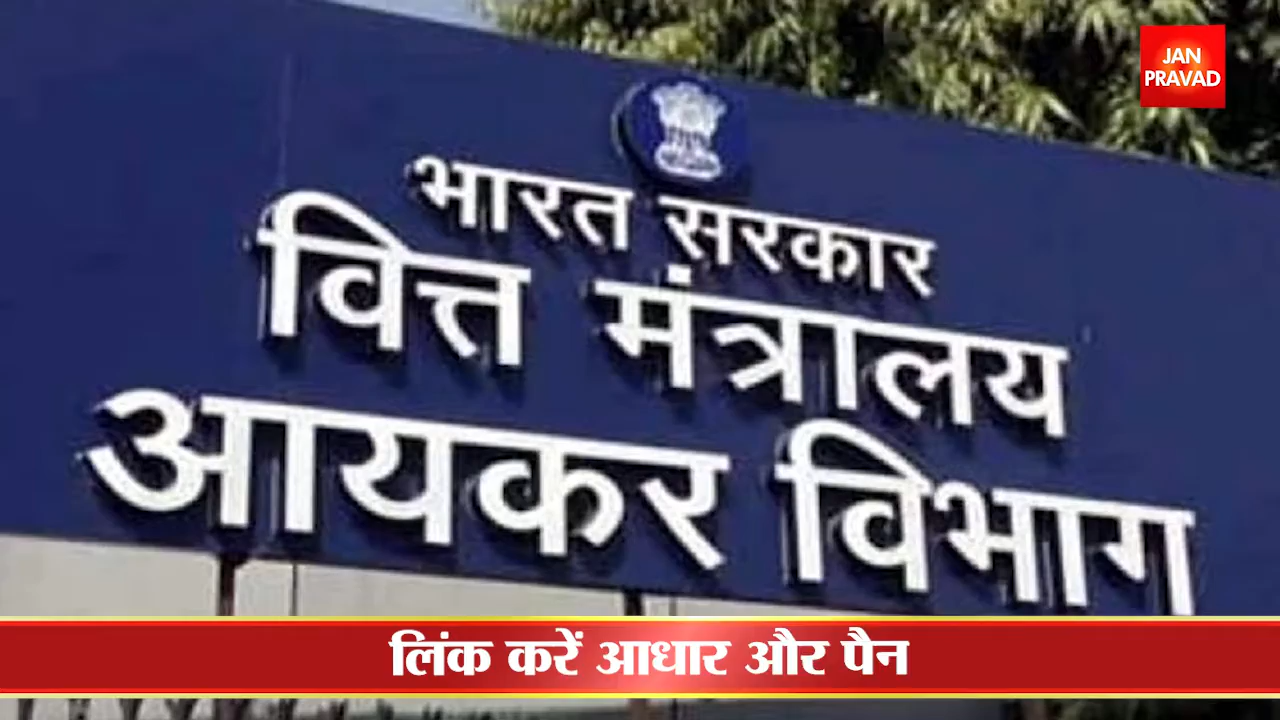 JAN
PRAVAD
भारत सरकार
वित्त मंत्रालय
आयकर विभाग
लिंक करें आधार और पैन